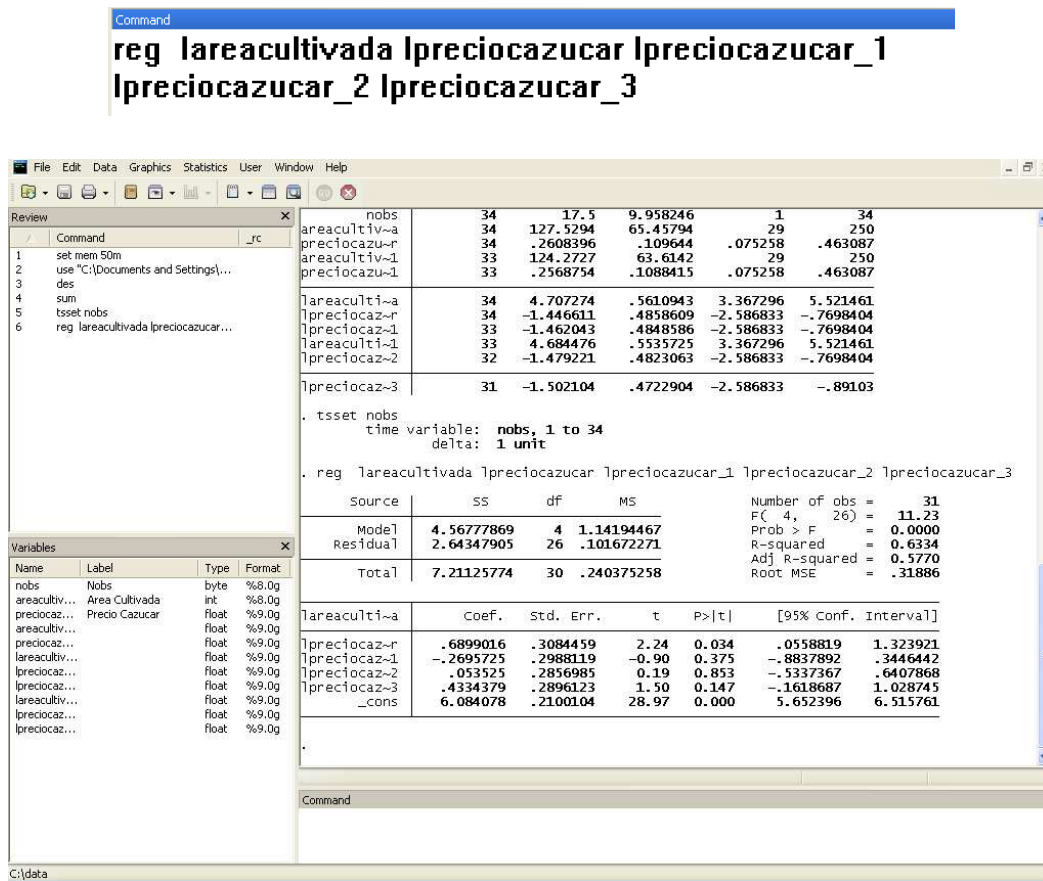 Command
reg lareacultivada lpreciocazucar lpreciocazucar_1
lpreciocazucar_2 lpreciocazucar_3
File Edit Data Graphics Statistics User Window Help
Review
Command _rc
1 set mem 50m
2 use "C:\Documents and Settings\...
3 des
4 sum
5 tsset nobs
6 reg lareacultivada lpreciocazucar...
Variables
Name Label Type Format
nobs Nobs byte %8.0g
areacultiv... Area Cultivada int %8.0g
preciocaz... Precio Cazucar float %9.0g
areacultiv... float %9.0g
preciocaz... float %9.0g
lareacultiv... float %9.0g
lpreciocaz... float %9.0g
lpreciocaz... float %9.0g
lareacultiv... float %9.0g
lpreciocaz... float %9.0g
lpreciocaz... float %9.0g
nobs 34 17.5 9.958246 1 34
areacultiv~a 34 127.5294 65.45794 29 250
preciocazu~r 34 .2608396 .109644 .075258 .463087
areacultiv~1 33 124.2727 63.6142 29 250
preciocazu~1 33 .2568754 .1088415 .075258 .463087
lareaculti~a 34 4.707274 .5610943 3.367296 5.521461
lpreciocaz~r 34 -1.446611 .4858609 -2.586833 -.7698404
lpreciocaz~1 33 -1.462043 .4848586 -2.586833 -.7698404
lareaculti~1 33 4.684476 .5535725 3.367296 5.521461
lpreciocaz~2 32 -1.479221 .4823063 -2.586833 -.7698404
lpreciocaz~3 31 -1.502104 .4722904 -2.586833 -.89103
. tsset nobs
time variable: nobs, 1 to 34
delta: 1 unit
. reg lareacultivada lpreciocazucar lpreciocazucar_1 lpreciocazucar_2 lpreciocazucar_3
Source SS df MS Number of obs = 31
F( 4, 26) = 11.23
Model 4.56777869 4 1.14194467 Prob > F = 0.0000
Residual 2.64347905 26 .101672271 R-squared = 0.6334
Adj R-squared = 0.5770
Total 7.21125774 30 .240375258 Root MSE = .31886
lareaculti~a Coef. Std. Err. t P>|t| [95% Conf. Interval]
lpreciocaz~r .6899016 .3084459 2.24 0.034 .0558819 1.323921
lpreciocaz~1 -.2695725 .2988119 -0.90 0.375 -.8837892 .3446442
lpreciocaz~2 .053525 .2856985 0.19 0.853 -.5337367 .6407868
lpreciocaz~3 .4334379 .2896123 1.50 0.147 -.1618687 1.028745
_cons 6.084078 .2100104 28.97 0.000 5.652396 6.515761
.
Command
C:\data